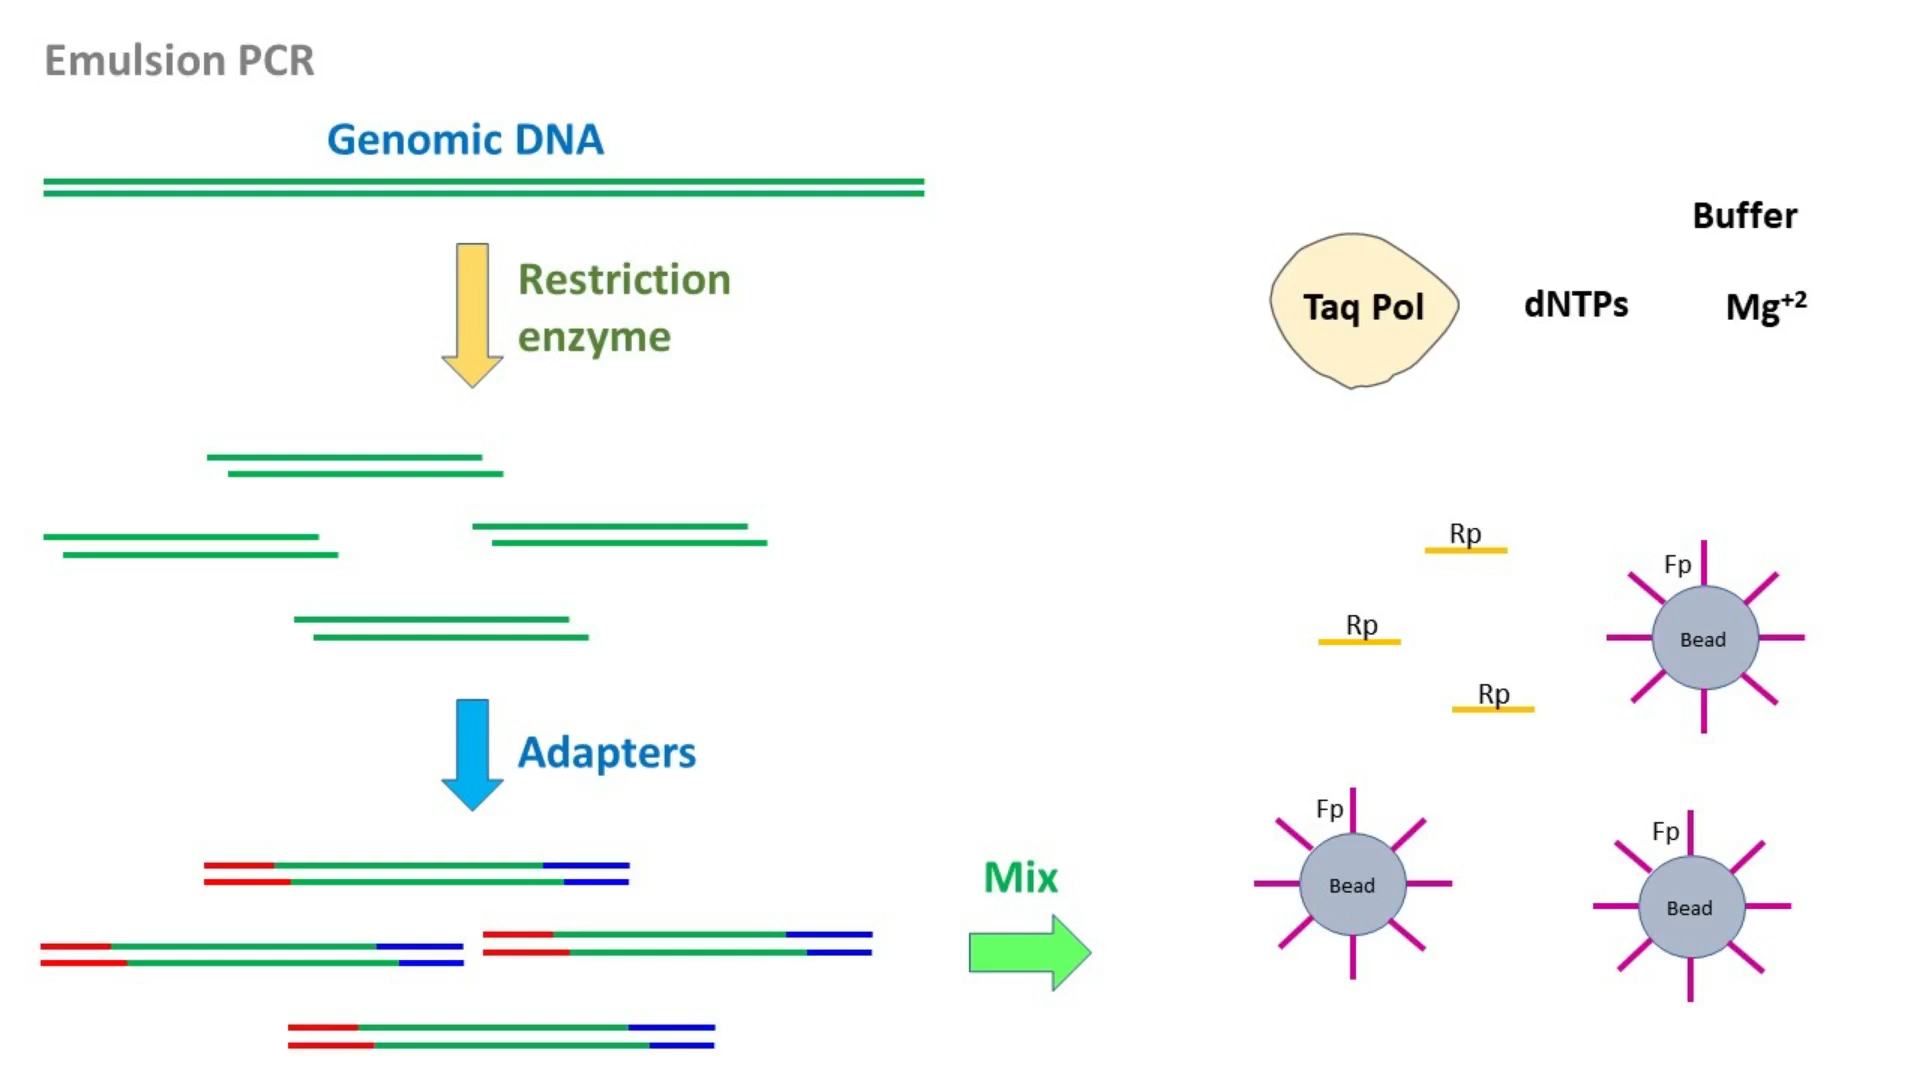 Emulsion PCR
Genomic DNA
Restriction
enzyme
Adapters
Mix
Buffer
Taq Pol
dNTPs
Mg⁺²
Rp
Rp
Rp
Fp
Bead
Fp
Bead
Fp
Bead